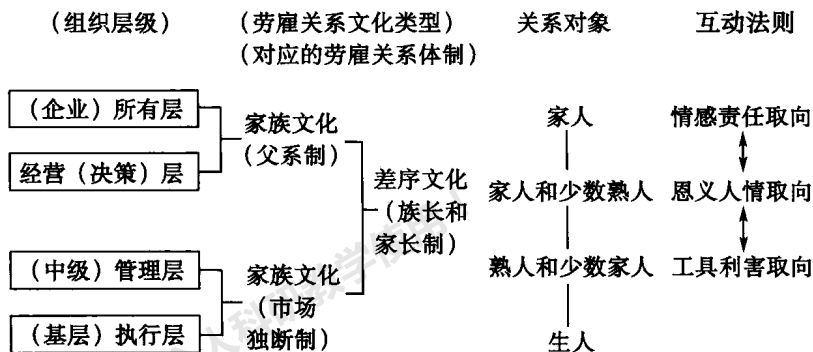 (组织层级) (劳雇关系文化类型) 关系对象 互动法则
(对应的劳雇关系体制)
(企业)所有层
家族文化
(父系制)
家人 情感责任取向
经营(决策)层
差序文化
(族长和
家长制)
家人和少数熟人 恩义人情取向
(中级)管理层
家族文化
(市场
独断制)
熟人和少数家人 工具利害取向
(基层)执行层
生人